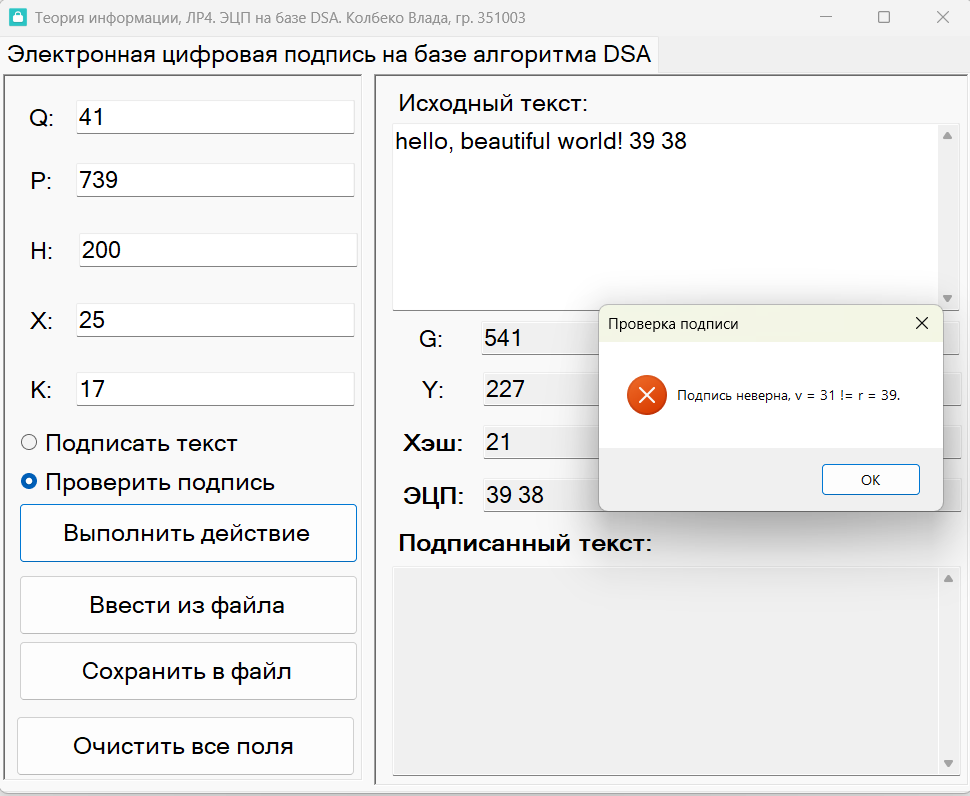 Теория информации, ЛР4. ЭЦП на базе DSA. Колбеко Влада, гр. 351003
Электронная цифровая подпись на базе алгоритма DSA
Q: 41
P: 739
H: 200
X: 25
K: 17
Подписать текст
Проверить подпись
Выполнить действие
Ввести из файла
Сохранить в файл
Очистить все поля
Исходный текст:
hello, beautiful world! 39 38
G: 541
Y: 227
Хэш: 21
ЭЦП: 39 38
Подписанный текст:
Проверка подписи
Подпись неверна, v = 31 != r = 39.
ОК